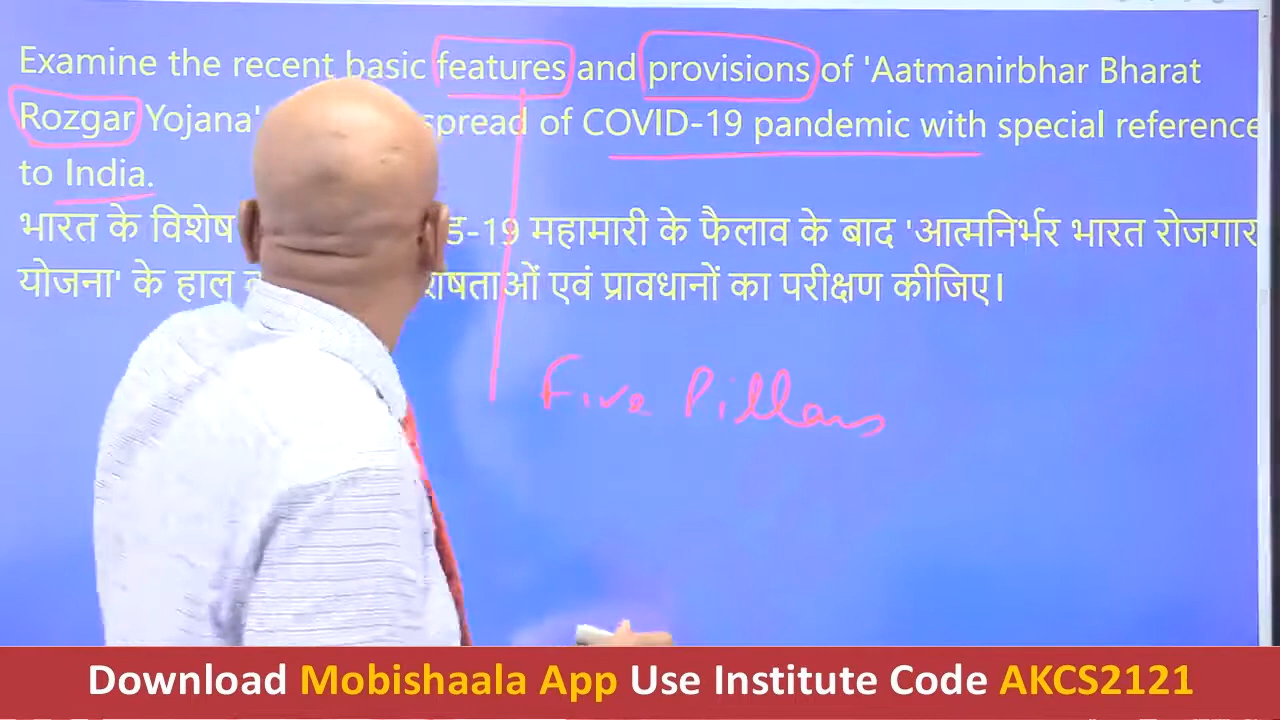 Examine the recent basic features and provisions of 'Aatmanirbhar Bharat
Rozgar Yojana' spread of COVID-19 pandemic with special reference
to India.
भारत के विशेष -19 महामारी के फैलाव के बाद 'आत्मनिर्भर भारत रोजगार
योजना' के हाल एवं प्रावधानों का परीक्षण कीजिए।
Five Pillars
Download Mobishaala App Use Institute Code AKCS2121